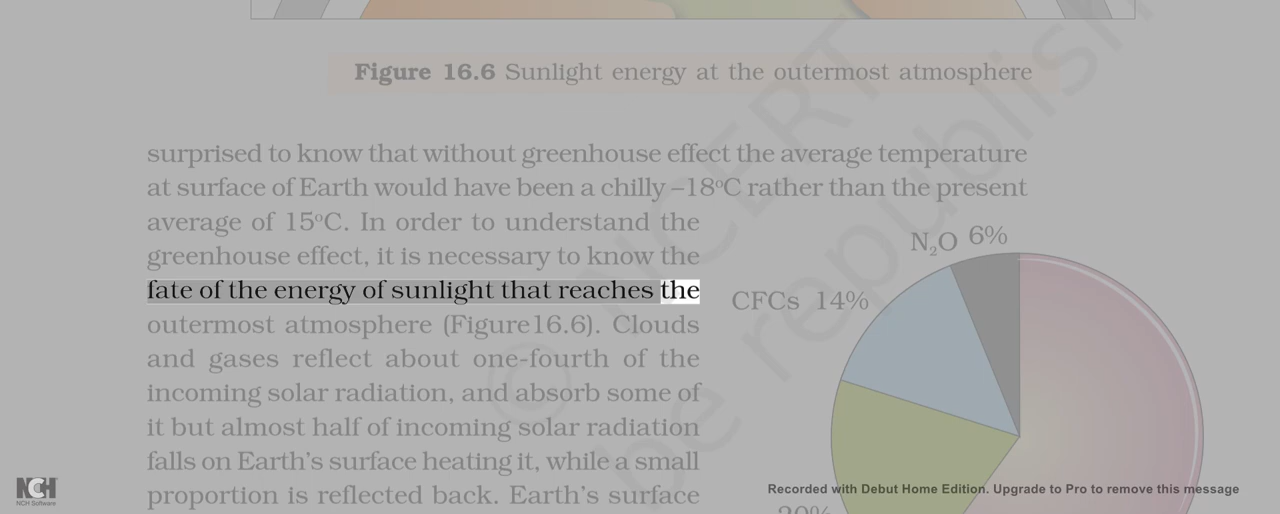 Figure 16.6 Sunlight energy at the outermost atmosphere
surprised to know that without greenhouse effect the average temperature
at surface of Earth would have been a chilly –18°C rather than the present
average of 15°C. In order to understand the
greenhouse effect, it is necessary to know the
fate of the energy of sunlight that reaches the
outermost atmosphere (Figure16.6). Clouds
and gases reflect about one-fourth of the
incoming solar radiation, and absorb some of
it but almost half of incoming solar radiation
falls on Earth's surface heating it, while a small
proportion is reflected back. Earth's surface
N₂O 6%
CFCs 14%
20%
© NCERT
be republish
NCH
NCH Software
Recorded with Debut Home Edition. Upgrade to Pro to remove this message